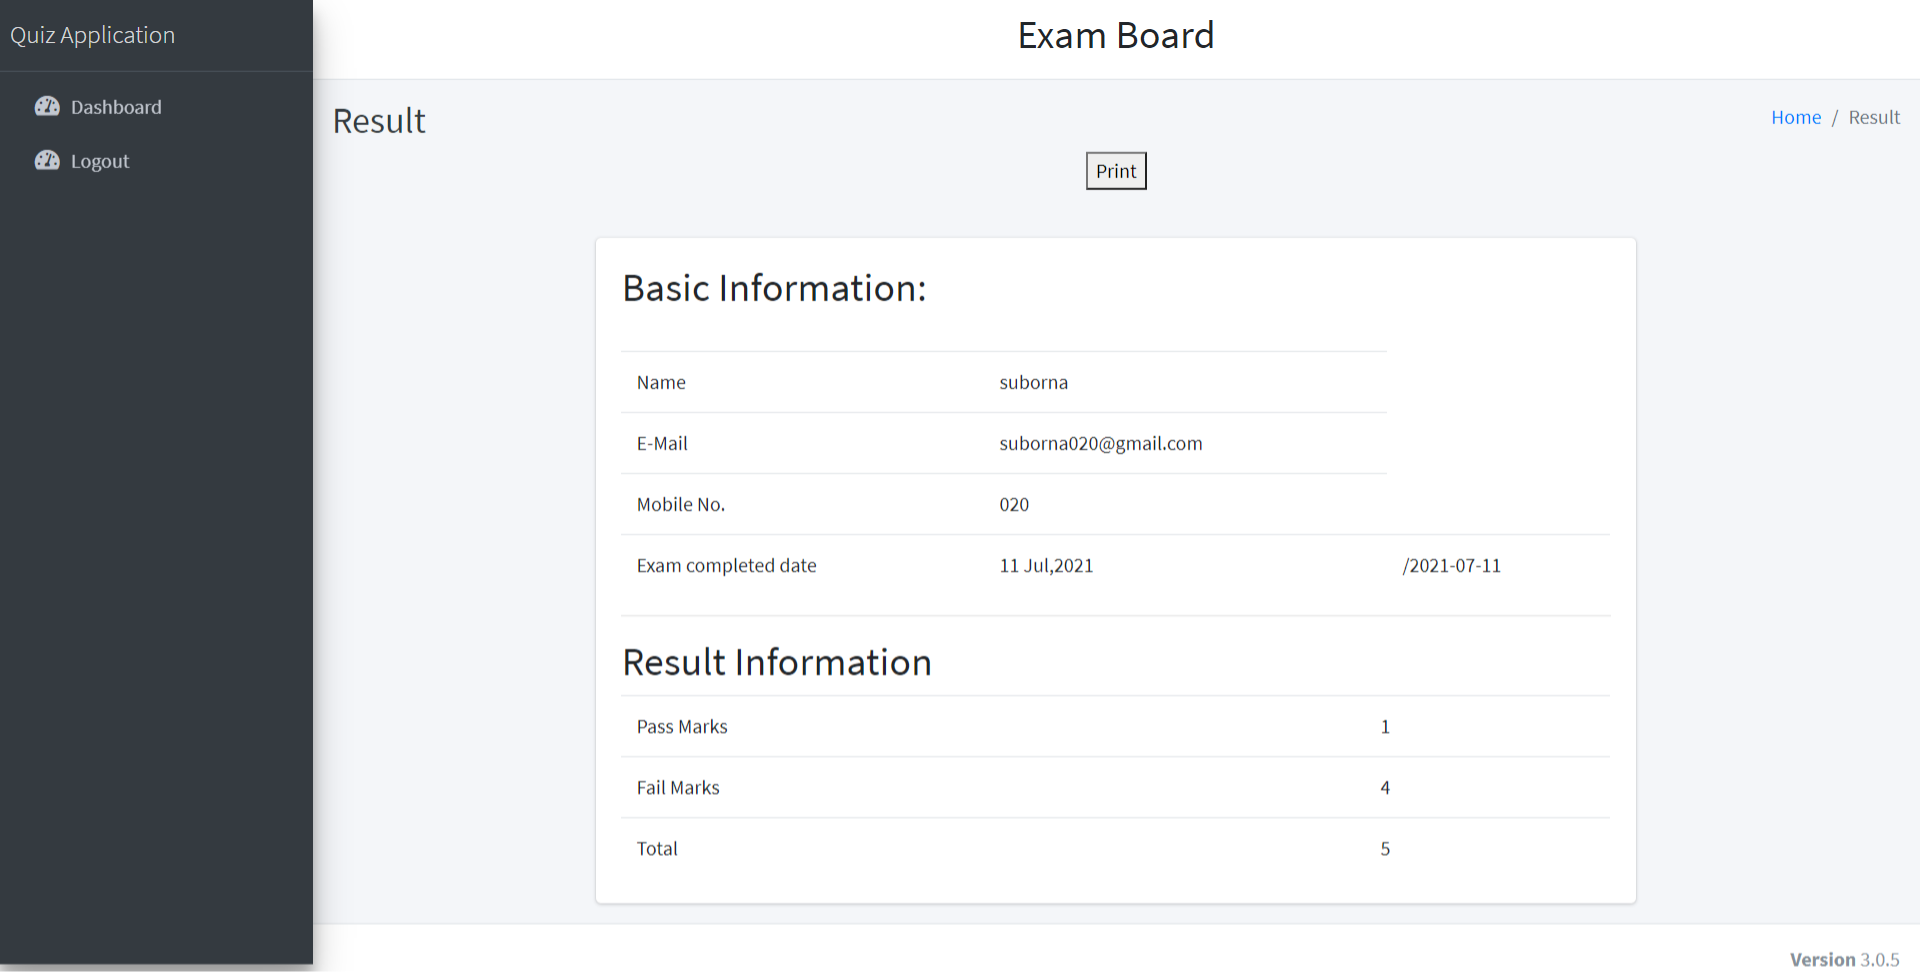 Quiz Application
Dashboard
Logout
Exam Board
Result
Home / Result
Print
Basic Information:
Name suborna
E-Mail suborna020@gmail.com
Mobile No. 020
Exam completed date 11 Jul,2021 /2021-07-11
Result Information
Pass Marks 1
Fail Marks 4
Total 5
Version 3.0.5